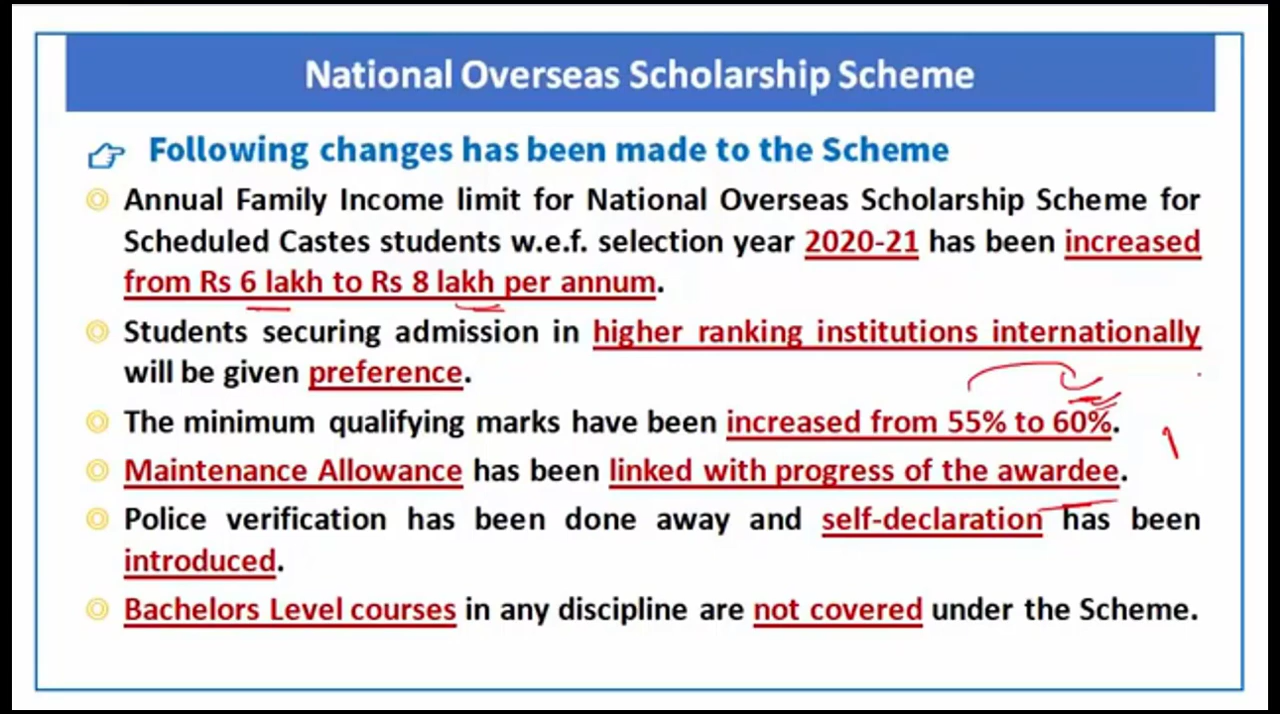 National Overseas Scholarship Scheme
Following changes has been made to the Scheme
Annual Family Income limit for National Overseas Scholarship Scheme for
Scheduled Castes students w.e.f. selection year 2020-21 has been increased
from Rs 6 lakh to Rs 8 lakh per annum.
Students securing admission in higher ranking institutions internationally
will be given preference.
The minimum qualifying marks have been increased from 55% to 60%.
Maintenance Allowance has been linked with progress of the awardee.
Police verification has been done away and self-declaration has been
introduced.
Bachelors Level courses in any discipline are not covered under the Scheme.